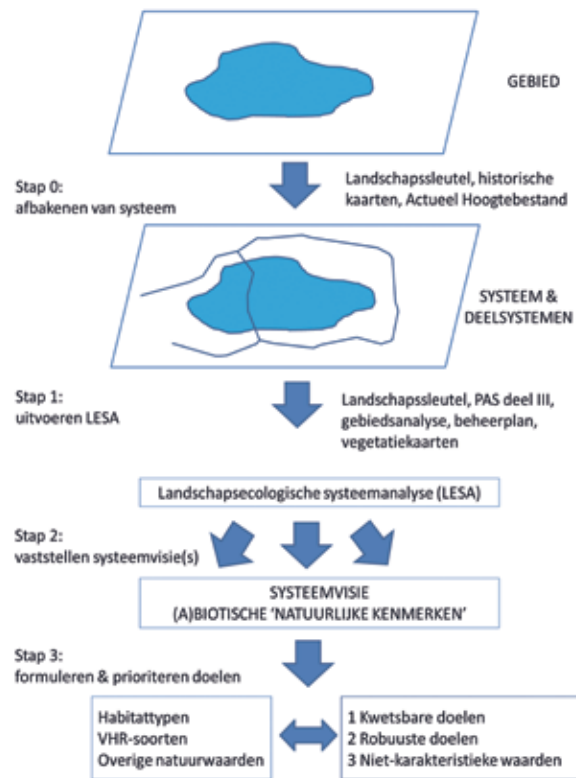 GEBIED
Stap 0:
afbakenen van systeem
Landschapssleutel, historische
kaarten, Actueel Hoogtebestand
SYSTEEM &
DEELSYSTEMEN
Stap 1:
uitvoeren LESA
Landschapssleutel, PAS deel III,
gebiedsanalyse, beheerplan,
vegetatiekaarten
Landschapsecologische systeemanalyse (LESA)
Stap 2:
vaststellen systeemvisie(s)
SYSTEEMVISIE
(A)BIOTISCHE 'NATUURLIJKE KENMERKEN'
Stap 3:
formuleren & prioriteren doelen
Habitattypen
VHR-soorten
Overige natuurwaarden
1 Kwetsbare doelen
2 Robuuste doelen
3 Niet-karakteristieke waarden